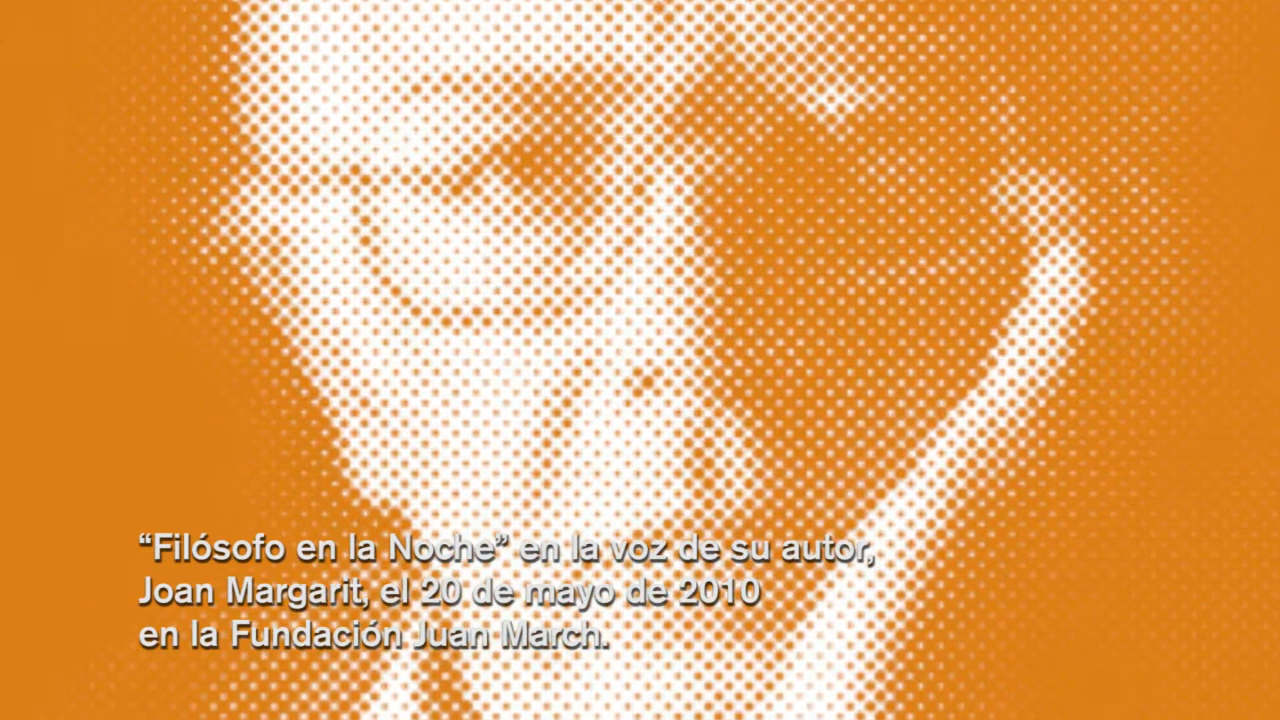 “Filósofo en la Noche” en la voz de su autor,
Joan Margarit, el 20 de mayo de 2010
en la Fundación Juan March.